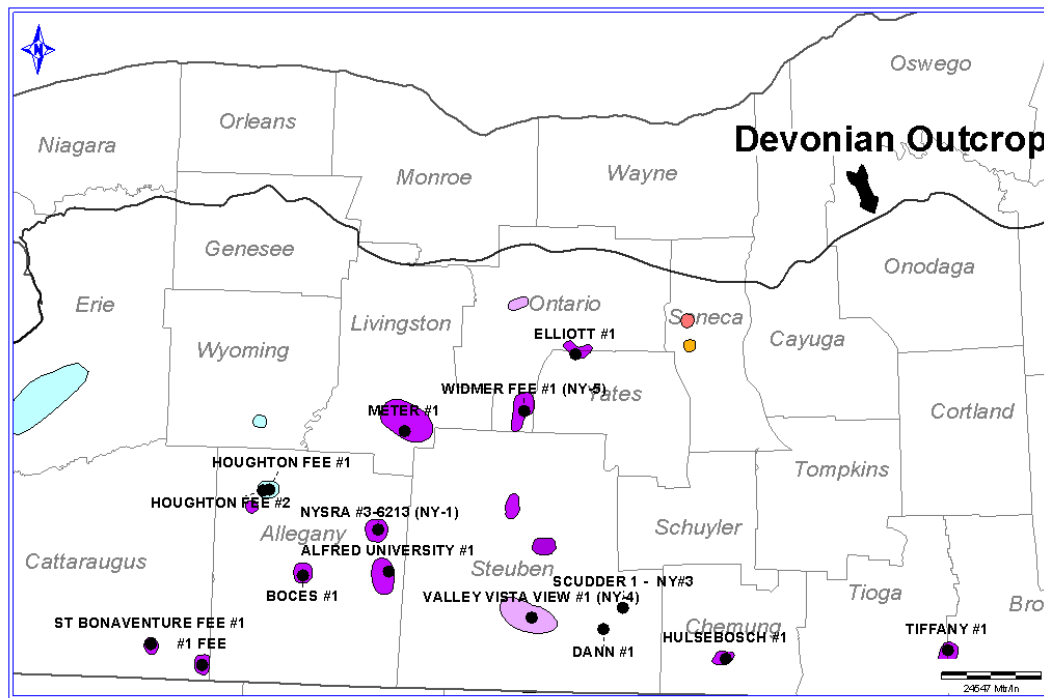 N
Oswego
Orleans
Niagara
Devonian Outcrop
Monroe
Wayne
Genesee
Onodaga
Erie
Ontario
Livingston
Seneca
ELLIOTT #1
Cayuga
Wyoming
WIDMER FEE #1 (NY-5)
Yates
METER #1
Cortland
HOUGHTON FEE #1
Tompkins
HOUGHTON FEE #2
NYSRA #3-6213 (NY-1)
Schuyler
Allegany
ALFRED UNIVERSITY #1
Cattaraugus
Steuben
SCUDDER 1 - NY#3
BOCES #1
VALLEY VISTA VIEW #1 (NY-4)
Tioga
Bro
ST BONAVENTURE FEE #1
Chemung
TIFFANY #1
#1 FEE
DANN #1
HULSEBOSCH #1
24647 Mtr/In